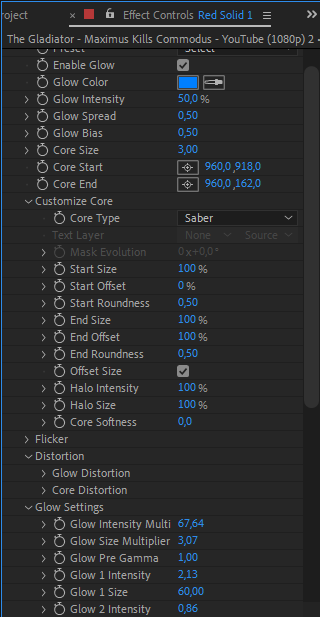 roject
Effect Controls Red Solid 1
The Gladiator - Maximus Kills Commodus - YouTube (1080p) 2
Preset Select
Enable Glow
Glow Color
Glow Intensity 50,0 %
Glow Spread 0,50
Glow Bias 0,50
Core Size 3,00
Core Start 960,0,918,0
Core End 960,0,162,0
Customize Core
Core Type Saber
Text Layer None Source
Mask Evolution 0x+0,0°
Start Size 100 %
Start Offset 0 %
Start Roundness 0,50
End Size 100 %
End Offset 100 %
End Roundness 0,50
Offset Size
Halo Intensity 100 %
Halo Size 100 %
Core Softness 0,0
Flicker
Distortion
Glow Distortion
Core Distortion
Glow Settings
Glow Intensity Multi 67,64
Glow Size Multiplier 3,07
Glow Pre Gamma 1,00
Glow 1 Intensity 2,13
Glow 1 Size 60,00
Glow 2 Intensity 0,86